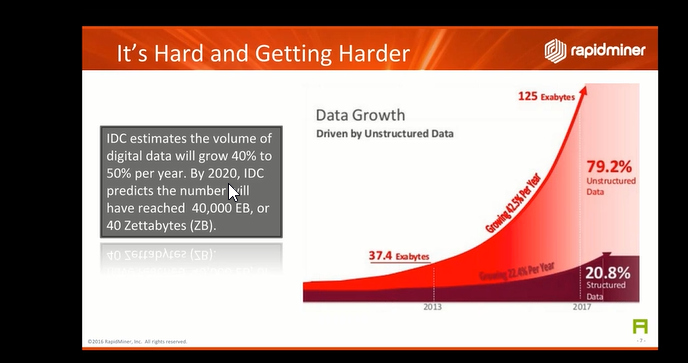 It's Hard and Getting Harder
rapidminer
IDC estimates the volume of
digital data will grow 40% to
50% per year. By 2020, IDC
predicts the number will
have reached 40,000 EB, or
40 Zettabytes (ZB).
Data Growth
Driven by Unstructured Data
125 Exabytes
79.2%
Unstructured
Data
Growing 42.5% Per Year
37.4 Exabytes
Growing 22.4% Per Year
20.8%
Structured
Data
2013
2017
©2016 RapidMiner, Inc. All rights reserved.
- 7 -